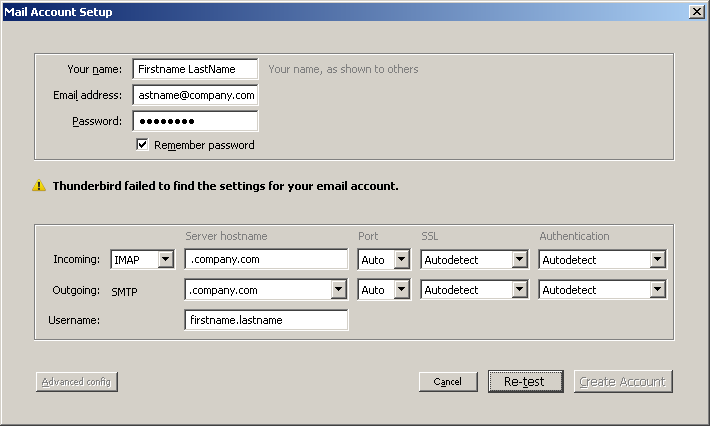 Mail Account Setup
Your name: Firstname LastName Your name, as shown to others
Email address: astname@company.com
Password: ●●●●●●●●
Remember password
Thunderbird failed to find the settings for your email account.
Server hostname Port SSL Authentication
Incoming: IMAP .company.com Auto Autodetect Autodetect
Outgoing: SMTP .company.com Auto Autodetect Autodetect
Username: firstname.lastname
Advanced config Cancel Re-test Create Account